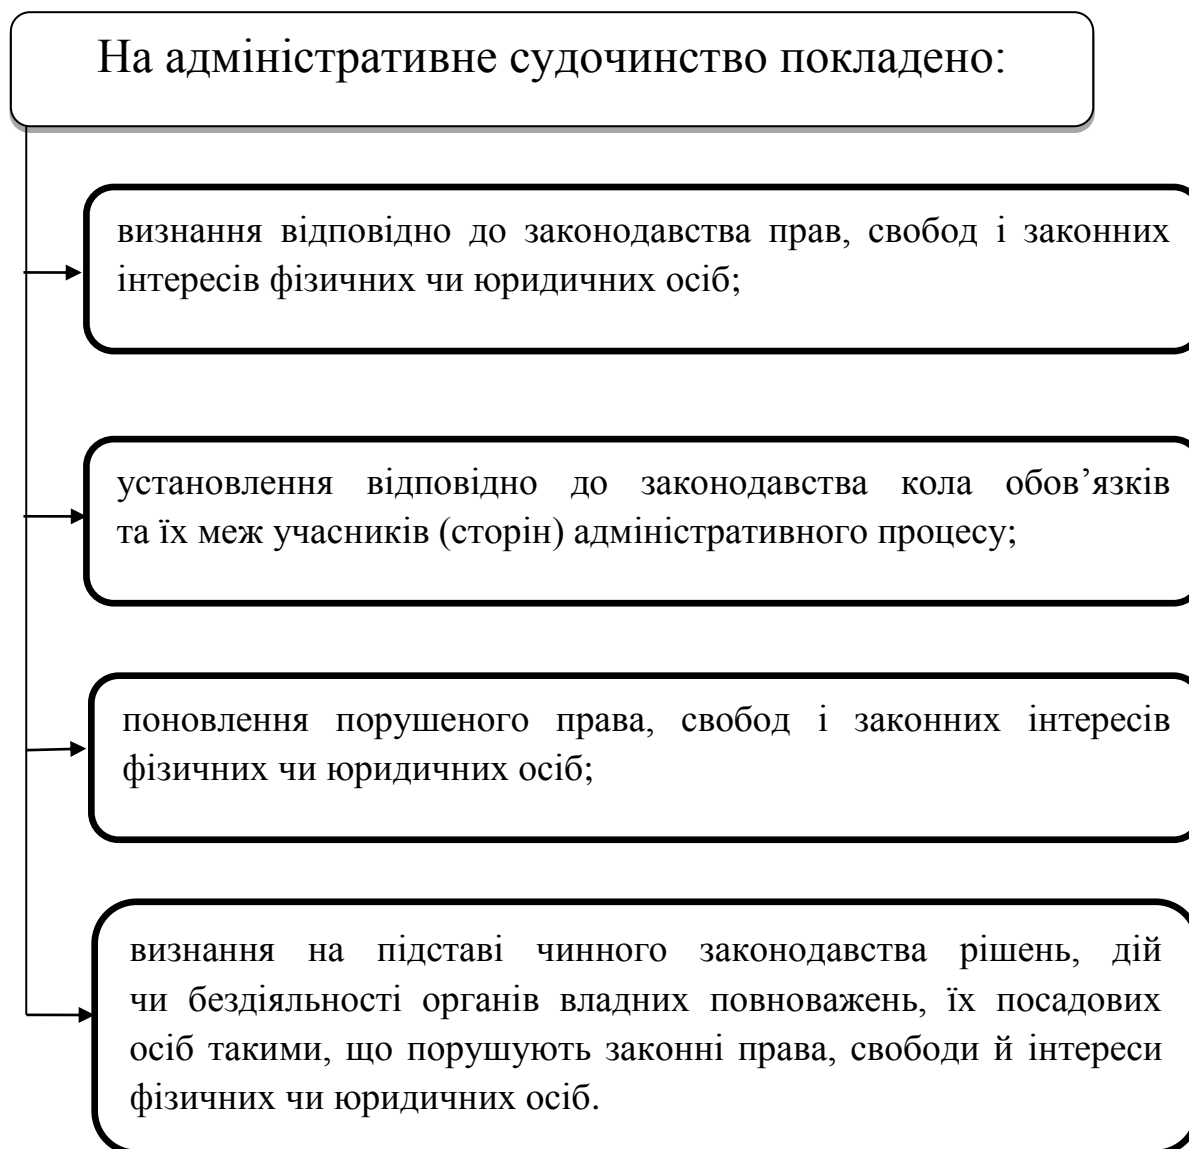 На адміністративне судочинство покладено:
визнання відповідно до законодавства прав, свобод і законних
інтересів фізичних чи юридичних осіб;
установлення відповідно до законодавства кола обов’язків
та їх меж учасників (сторін) адміністративного процесу;
поновлення порушеного права, свобод і законних інтересів
фізичних чи юридичних осіб;
визнання на підставі чинного законодавства рішень, дій
чи бездіяльності органів владних повноважень, їх посадових
осіб такими, що порушують законні права, свободи й інтереси
фізичних чи юридичних осіб.